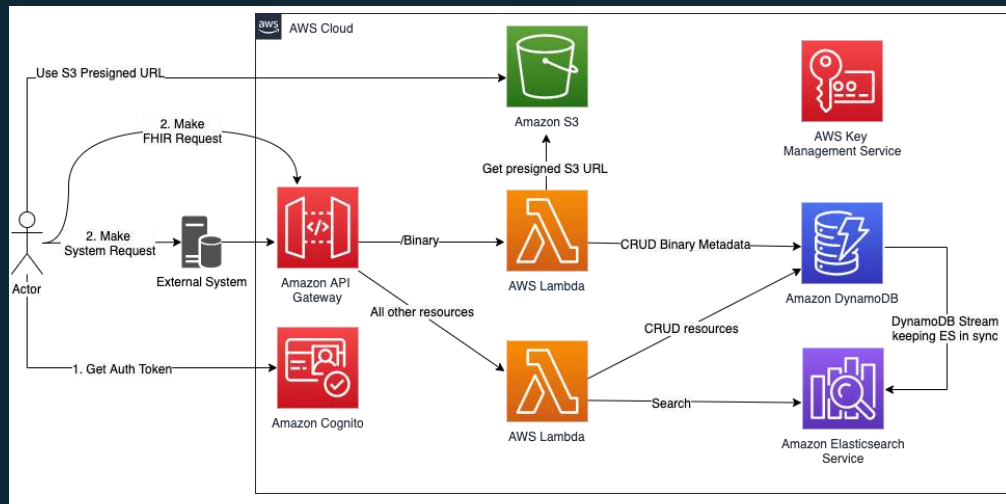 aws
AWS Cloud
Use S3 Presigned URL
Amazon S3
AWS Key
Management Service
2. Make
FHIR Request
Get presigned S3 URL
2. Make
System Request
External System
Actor
Amazon API
Gateway
/Binary
AWS Lambda
CRUD Binary Metadata
Amazon DynamoDB
All other resources
CRUD resources
DynamoDB Stream
keeping ES in sync
1. Get Auth Token
Amazon Cognito
AWS Lambda
Search
Amazon Elasticsearch
Service